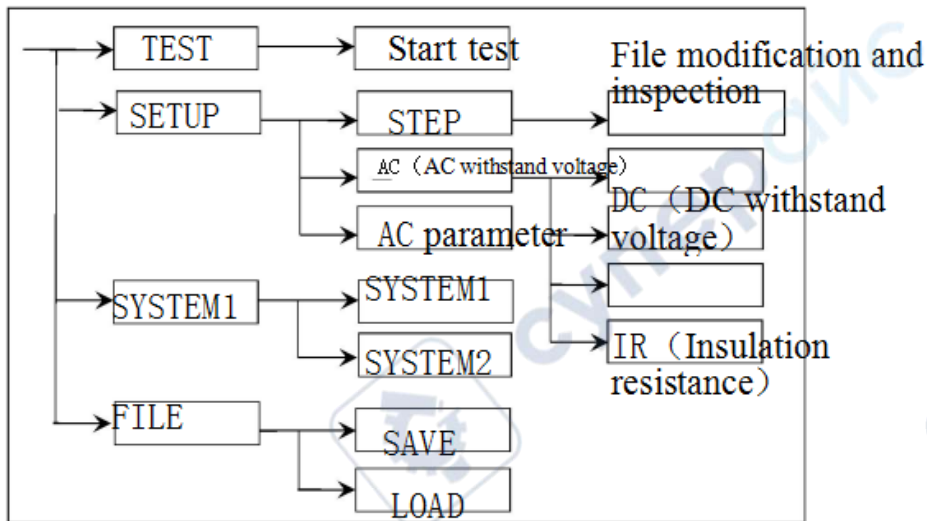 TEST
Start test
File modification and
inspection
SETUP
STEP
AC（AC withstand voltage）
DC（DC withstand
voltage）
AC parameter
SYSTEM1
SYSTEM1
SYSTEM2
IR（Insulation
resistance）
FILE
SAVE
LOAD
суперайс